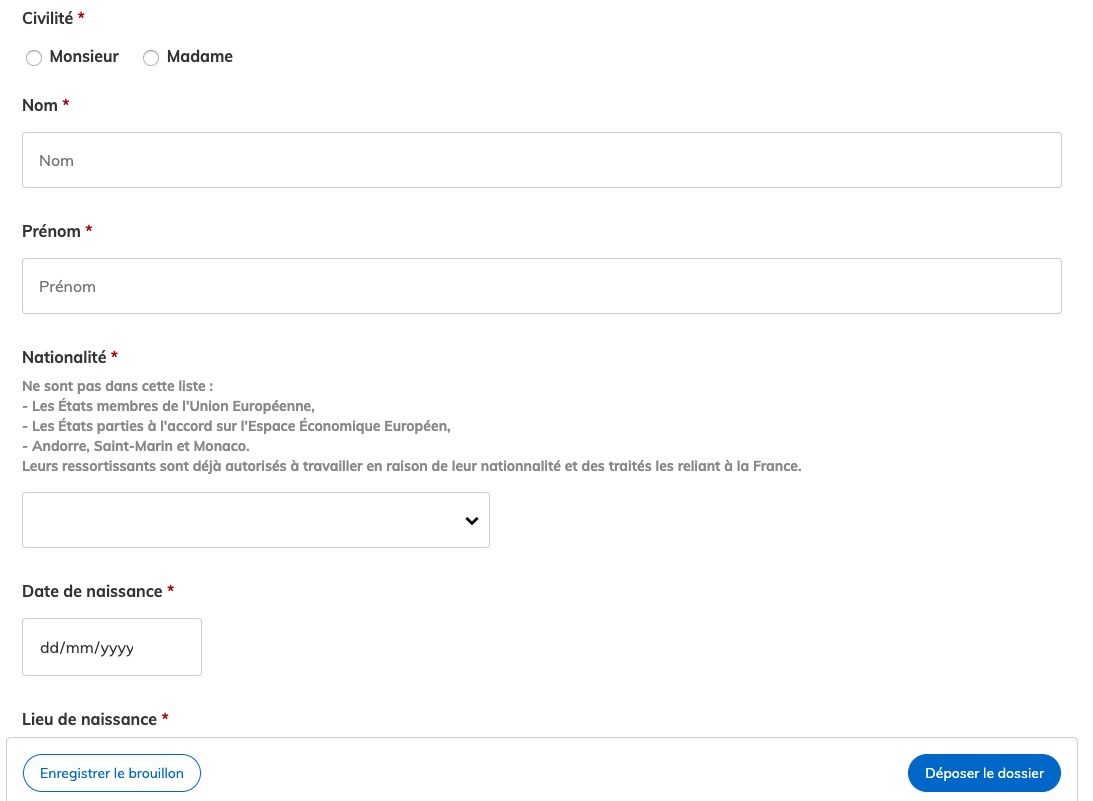 Civilité *
Monsieur Madame
Nom *
Nom
Prénom *
Prénom
Nationalité *
Ne sont pas dans cette liste :
- Les États membres de l'Union Européenne,
- Les États parties à l'accord sur l'Espace Économique Européen,
- Andorre, Saint-Marin et Monaco.
Leurs ressortissants sont déjà autorisés à travailler en raison de leur nationnalité et des traités les reliant à la France.
Date de naissance *
dd/mm/yyyy
Lieu de naissance *
Enregistrer le brouillon Déposer le dossier